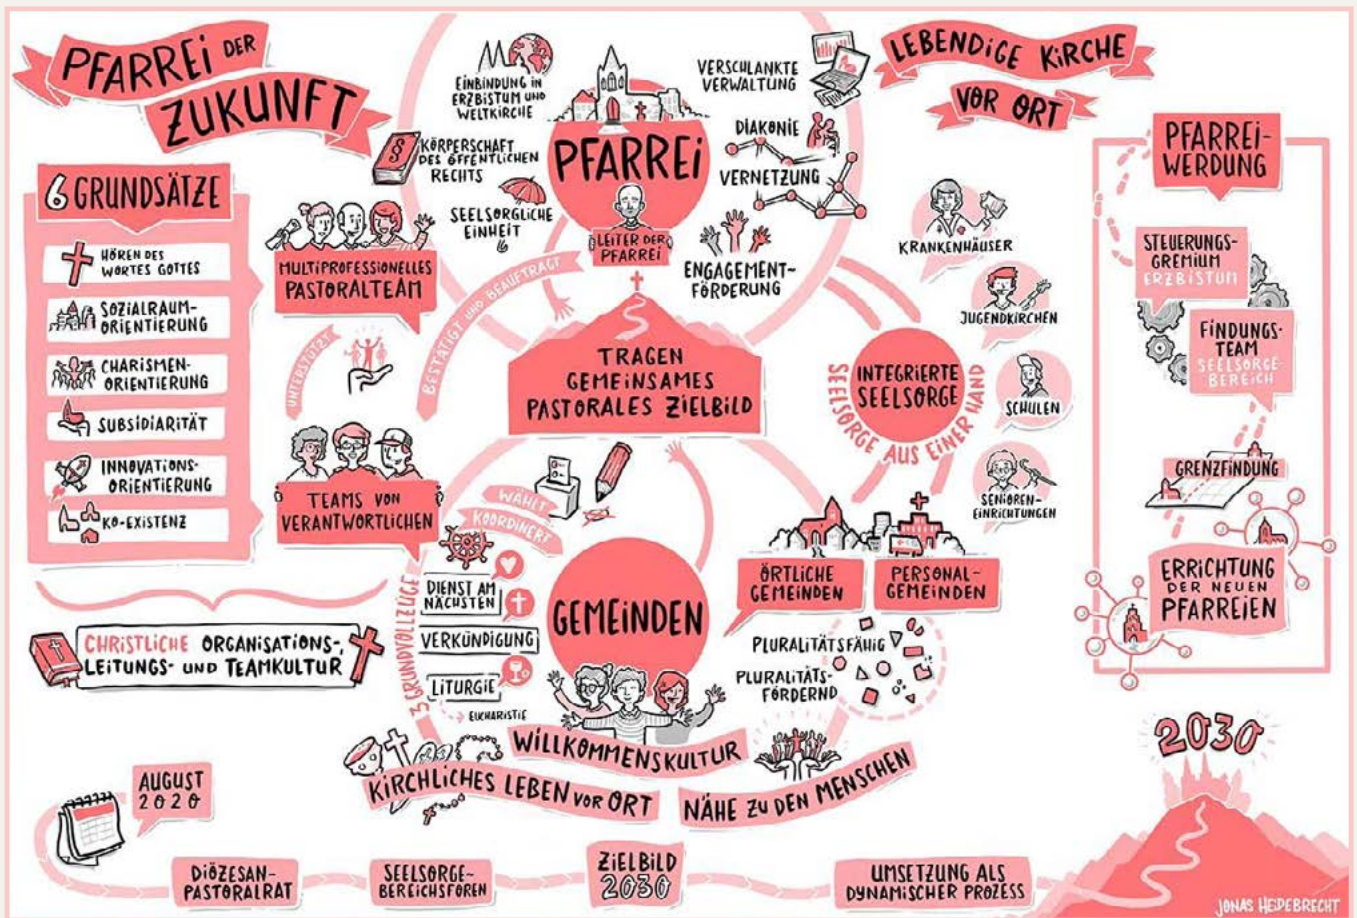 PFARREI DER
ZUKUNFT
6 GRUNDSÄTZE
HÖREN DES
WORTES GOTTES
SOZIALRAUM-
ORIENTIERUNG
CHARISMEN-
ORIENTIERUNG
SUBSIDIARITÄT
INNOVATIONS-
ORIENTIERUNG
KO-EXISTENZ
CHRISTLICHE ORGANISATIONS-,
LEITUNGS- UND TEAMKULTUR
EINBINDUNG IN
ERZBISTUM UND
WELTKIRCHE
§
KÖRPERSCHAFT
DES ÖFFENTLICHEN
RECHTS
SEELSORGLICHE
EINHEIT
PFARREI
LEITER DER
PFARREI
VERSCHLANKTE
VERWALTUNG
DIAKONIE
VERNETZUNG
ENGAGEMENT-
FÖRDERUNG
MULTIPROFESSIONELLES
PASTORALTEAM
UNTERSTÜTZT
BESTÄTIGT UND BEAUFTRAGT
TEAMS VON
VERANTWORTLICHEN
TRAGEN
GEMEINSAMES
PASTORALES ZIELBILD
WÄHLT
KOORDINIERT
3 GRUNDVOLLZÜGE
DIENST AM
NÄCHSTEN
VERKÜNDIGUNG
LITURGIE
EUCHARISTIE
GEMEINDEN
WILLKOMMENSKULTUR
KIRCHLICHES LEBEN VOR ORT
NÄHE ZU DEN MENSCHEN
ÖRTLICHE
GEMEINDEN
PERSONAL-
GEMEINDEN
PLURALITÄTSFÄHIG
PLURALITÄTS-
FÖRDERND
INTEGRIERTE
SEELSORGE
SEELSORGE AUS EINER HAND
LEBENDIGE KIRCHE
VOR ORT
KRANKENHÄUSER
JUGENDKIRCHEN
SCHULEN
SENIOREN-
EINRICHTUNGEN
PFARREI-
WERDUNG
STEUERUNGS-
GREMIUM
ERZBISTUM
FINDUNGS-
TEAM
SEELSORGE-
BEREICH
GRENZFINDUNG
ERRICHTUNG
DER NEUEN
PFARREIEN
AUGUST
2020
DIÖZESAN-
PASTORALRAT
SEELSORGE-
BEREICHSFOREN
ZIELBILD
2030
UMSETZUNG ALS
DYNAMISCHER PROZESS
2030
JONAS HEIDEBRECHT